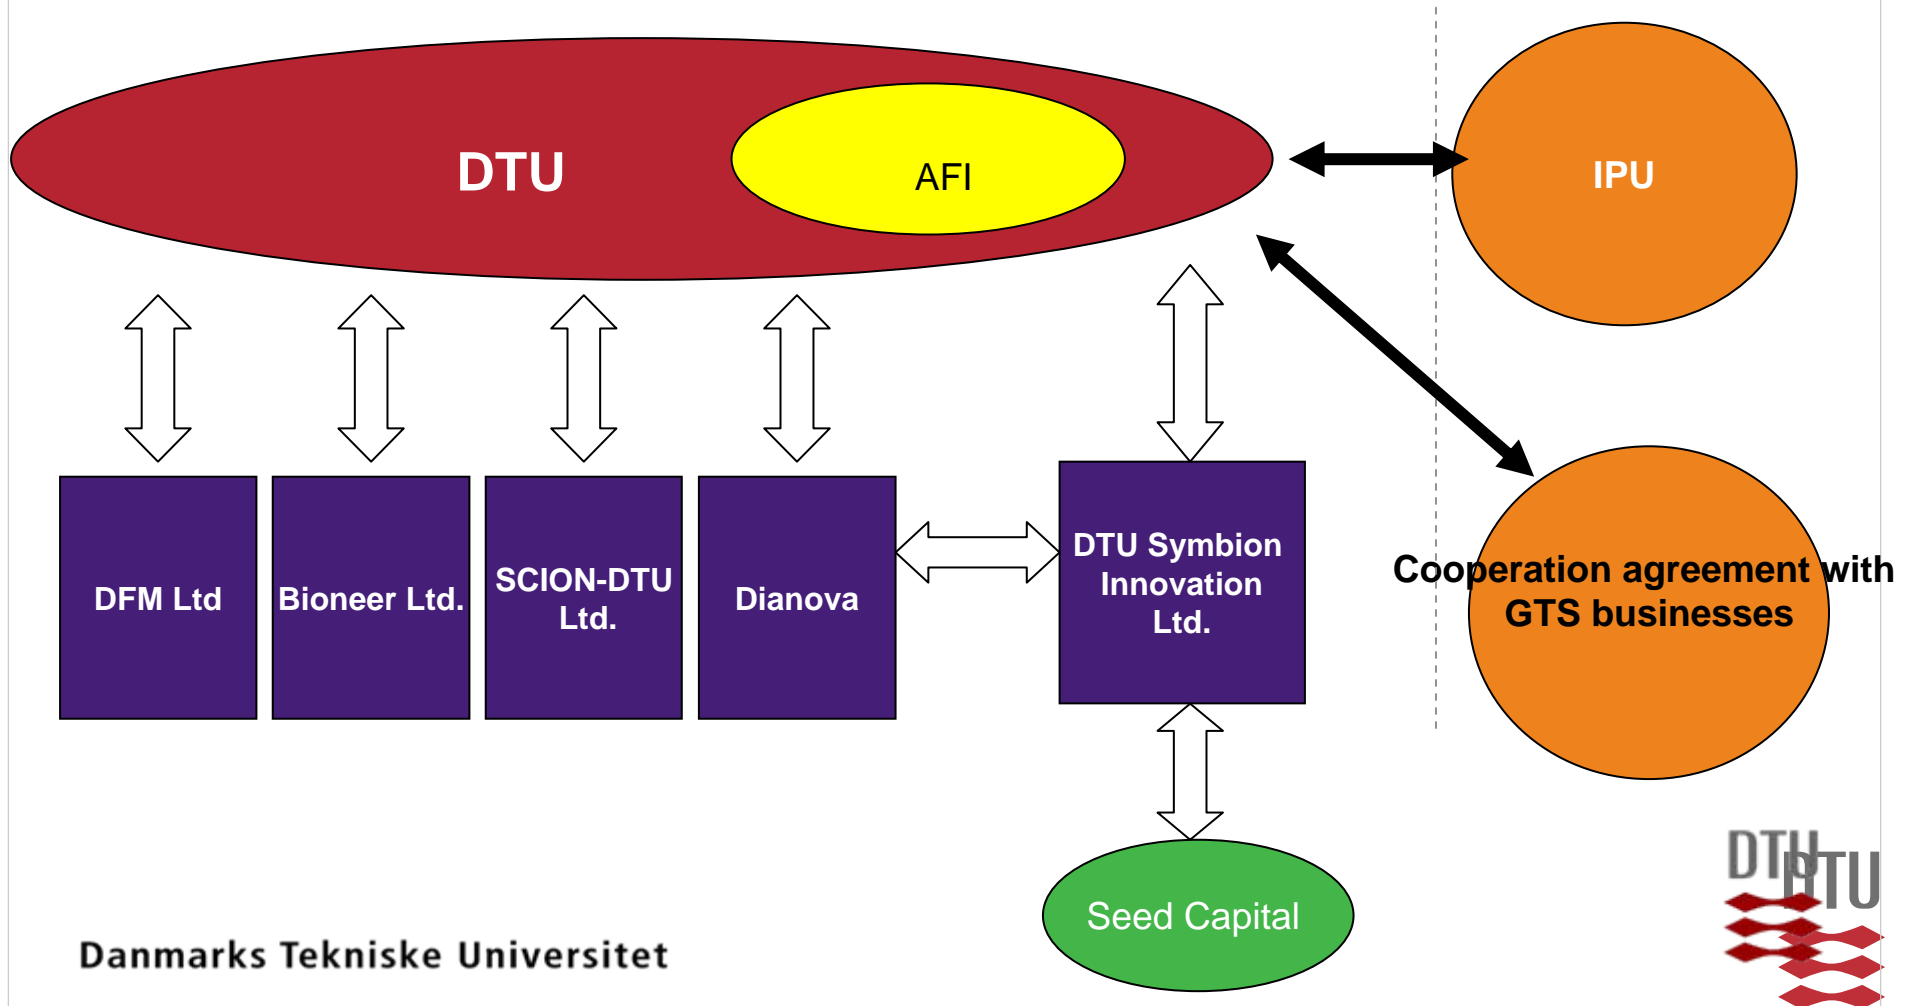 DTU
AFI
IPU
DFM Ltd
Bioneer Ltd.
SCION-DTU
Ltd.
Dianova
DTU Symbion
Innovation
Ltd.
Cooperation agreement with
GTS businesses
Seed Capital
Danmarks Tekniske Universitet
DTU
DTU